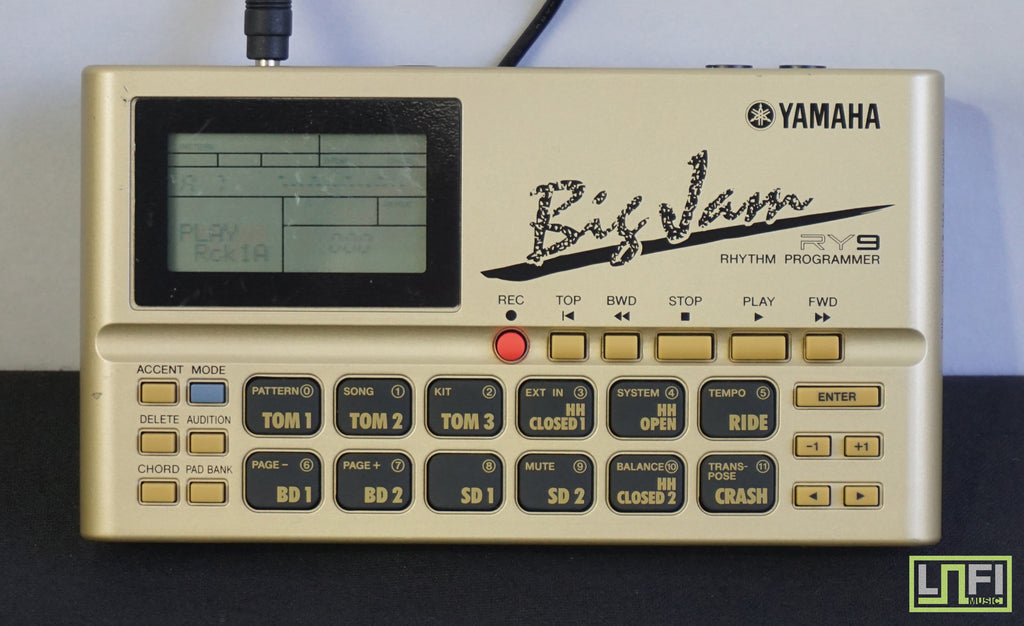 YAMAHA
Big Jam
RY9
RHYTHM PROGRAMMER
PLAY
Rck1A
REC TOP BWD STOP PLAY FWD
ACCENT MODE
DELETE AUDITION
CHORD PAD BANK
PATTERN 0 SONG 1 KIT 2 EXT IN 3 SYSTEM 4 TEMPO 5
TOM 1 TOM 2 TOM 3 HH CLOSED 1 HH OPEN RIDE
PAGE − 6 PAGE + 7 8 MUTE 9 BALANCE 10 TRANS-POSE 11
BD 1 BD 2 SD 1 SD 2 HH CLOSED 2 CRASH
ENTER
-1 +1
LNFI
MUSIC